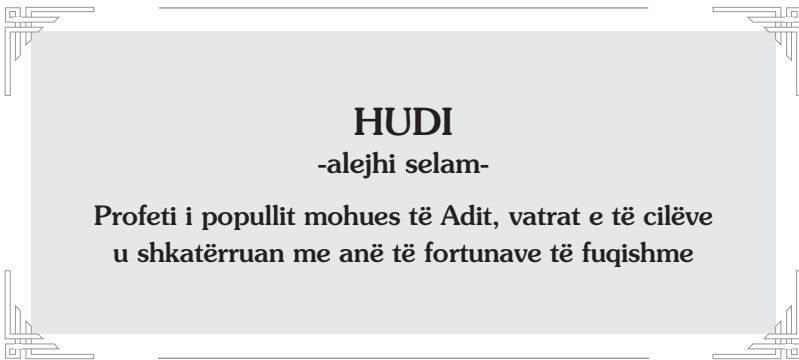 HUDI
-alejhi selam-
Profeti i popullit mohues të Adit, vatrat e të cilëve
u shkatërruan me anë të fortunave të fuqishme